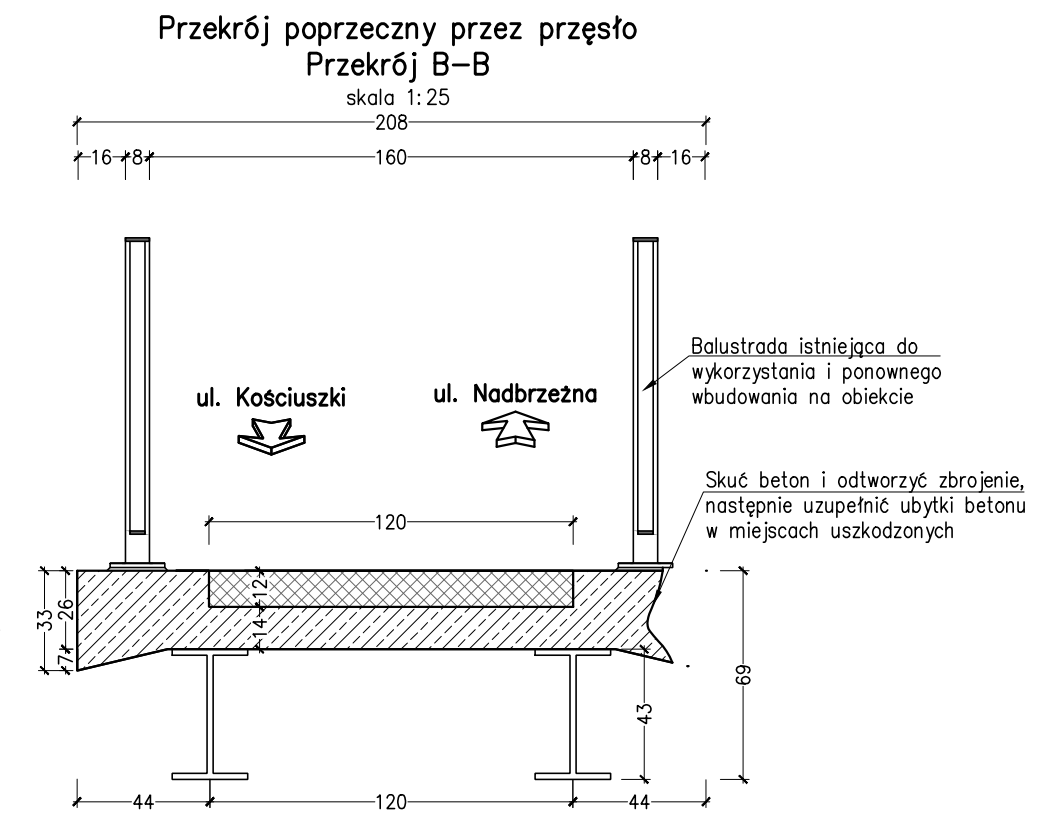 Przekrój poprzeczny przez przęsło
Przekrój B-B
skala 1:25
208
16 8 160 8 16
Balustrada istniejąca do
wykorzystania i ponownego
wbudowania na obiekcie
ul. Kościuszki
ul. Nadbrzeżna
Skuć beton i odtworzyć zbrojenie,
następnie uzupełnić ubytki betonu
w miejscach uszkodzonych
120
33
26
7
12
14
43
69
44 120 44